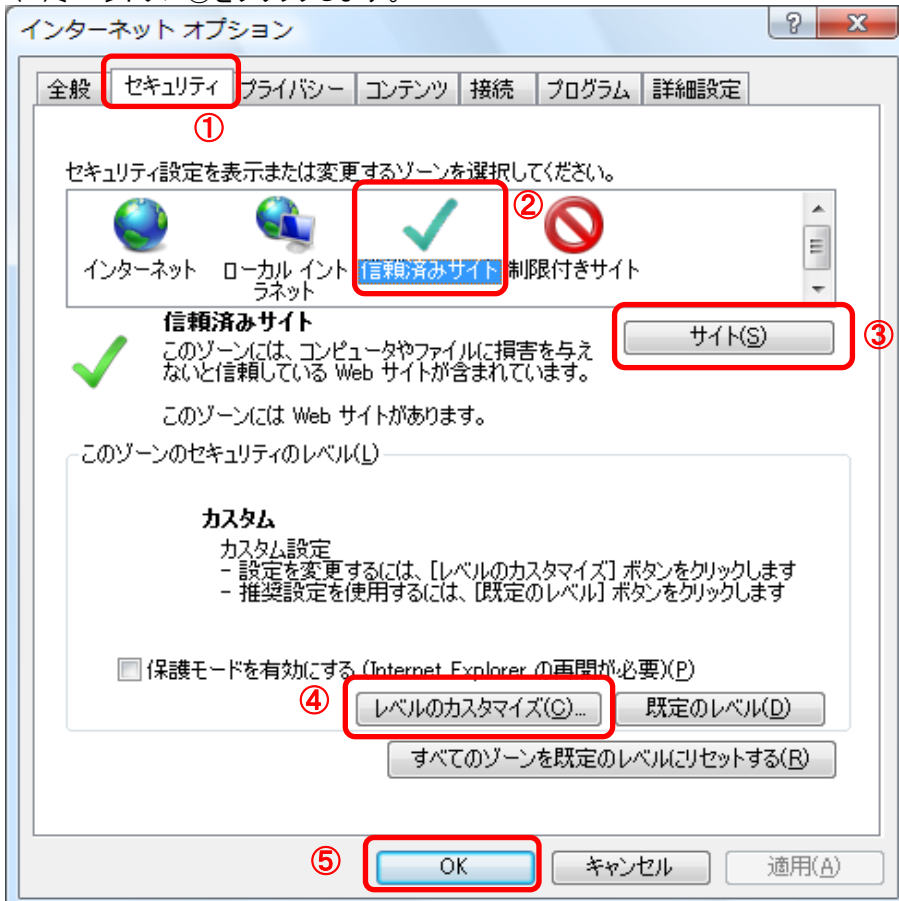 インターネット オプション
全般 セキュリティ プライバシー コンテンツ 接続 プログラム 詳細設定
①
セキュリティ設定を表示または変更するゾーンを選択してください。
②
インターネット ローカル イント 信頼済みサイト 制限付きサイト
ラネット
信頼済みサイト
サイト(S)
③
このゾーンには、コンピュータやファイルに損害を与え
ないと信頼している Web サイトが含まれています。
このゾーンには Web サイトがあります。
このゾーンのセキュリティのレベル(L)
カスタム
カスタム設定
- 設定を変更するには、[レベルのカスタマイズ] ボタンをクリックします
- 推奨設定を使用するには、[既定のレベル] ボタンをクリックします
保護モードを有効にする (Internet Explorer の再開が必要)(P)
④
レベルのカスタマイズ(C)... 既定のレベル(D)
すべてのゾーンを既定のレベルにリセットする(R)
⑤
OK キャンセル 適用(A)